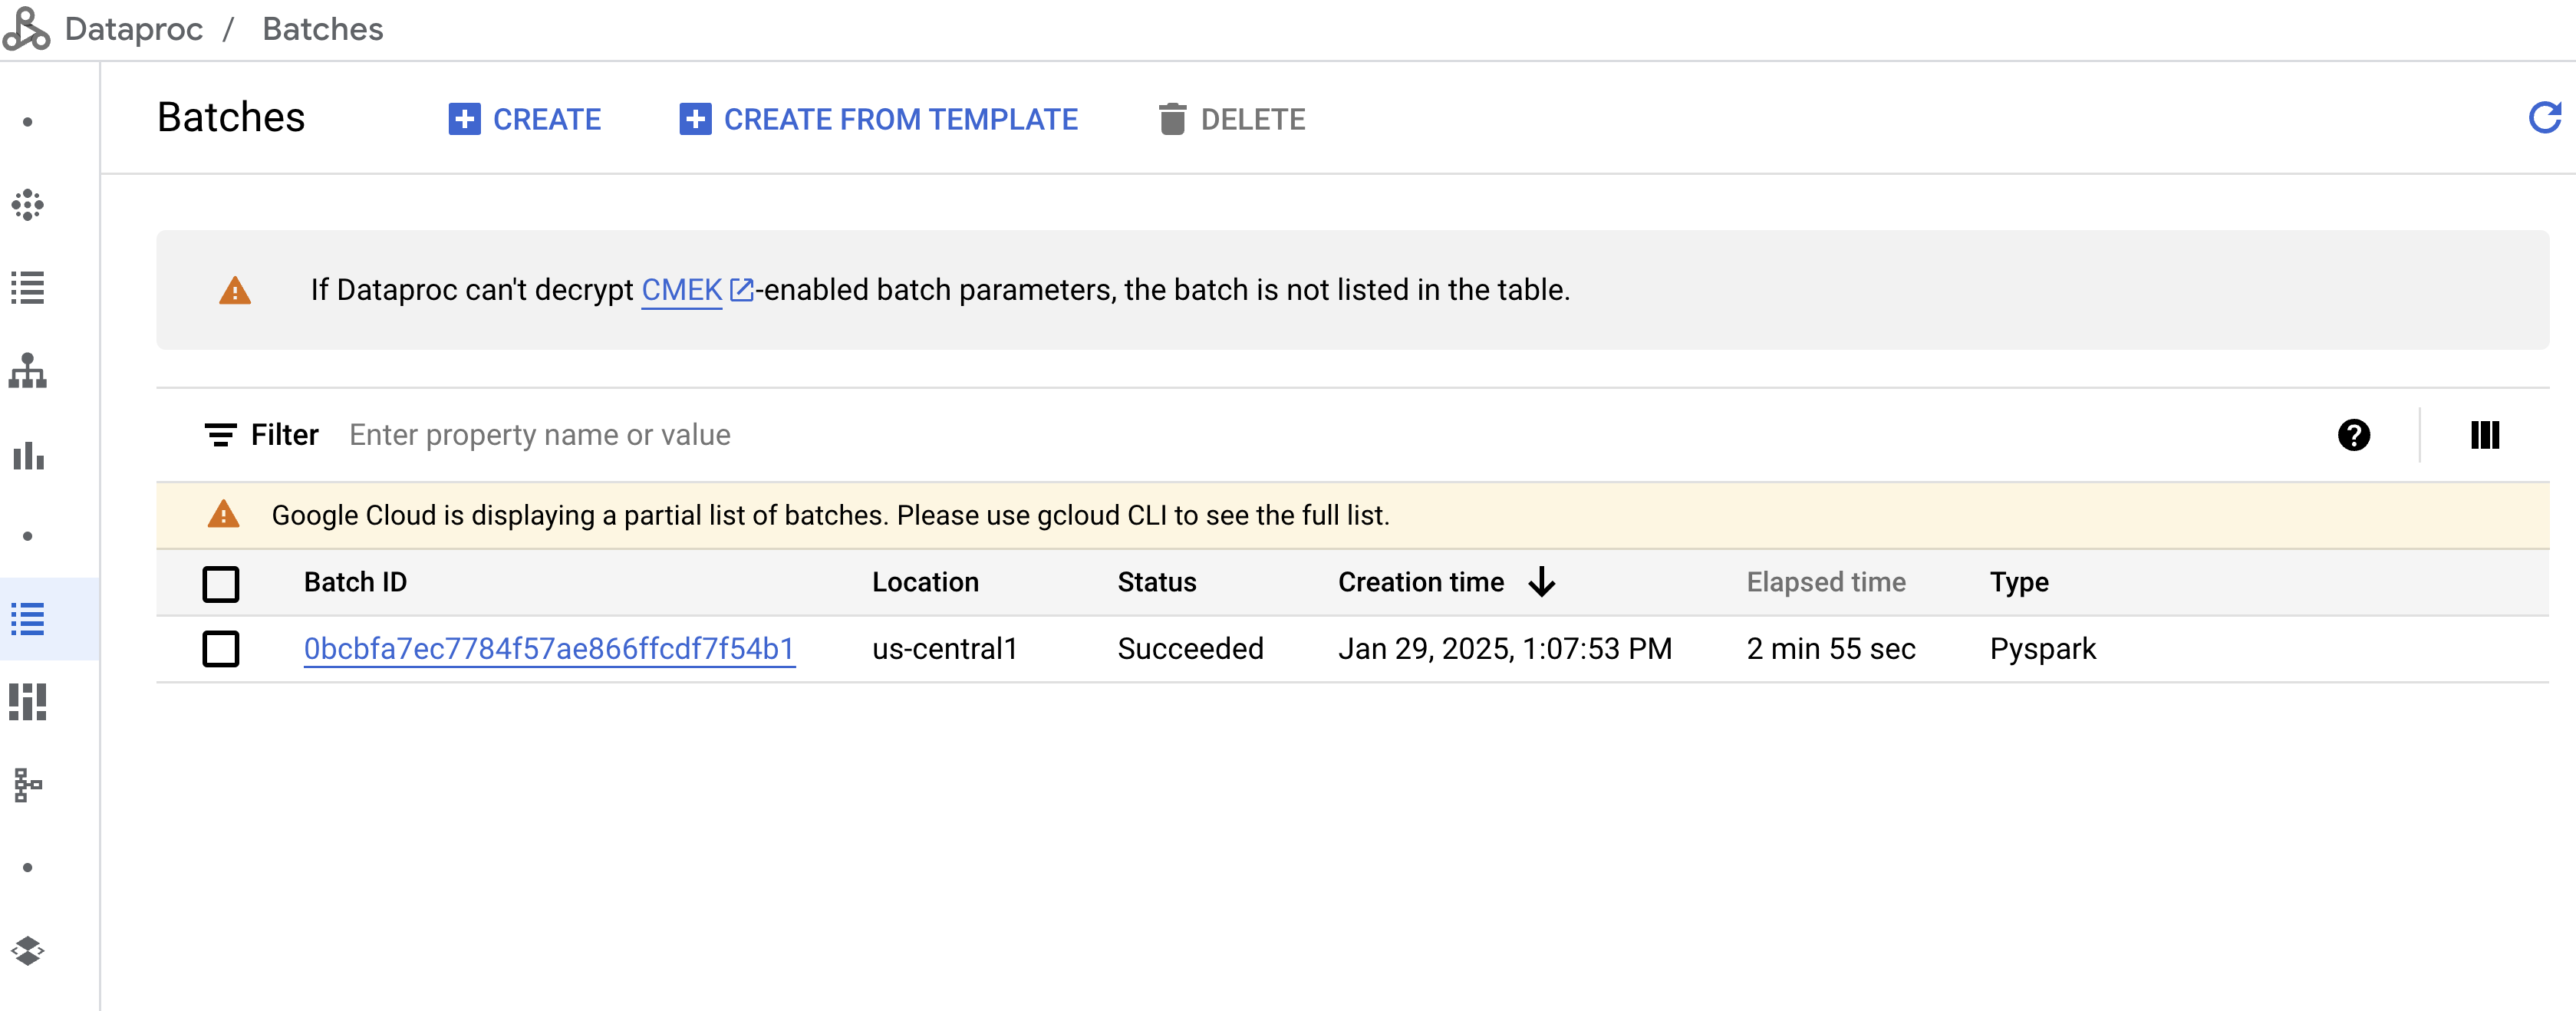 Dataproc / Batches
Batches CREATE CREATE FROM TEMPLATE DELETE
If Dataproc can't decrypt CMEK -enabled batch parameters, the batch is not listed in the table.
Filter Enter property name or value
Google Cloud is displaying a partial list of batches. Please use gcloud CLI to see the full list.
Batch ID Location Status Creation time Elapsed time Type
0bcbfa7ec7784f57ae866ffcdf7f54b1 us-central1 Succeeded Jan 29, 2025, 1:07:53 PM 2 min 55 sec Pyspark